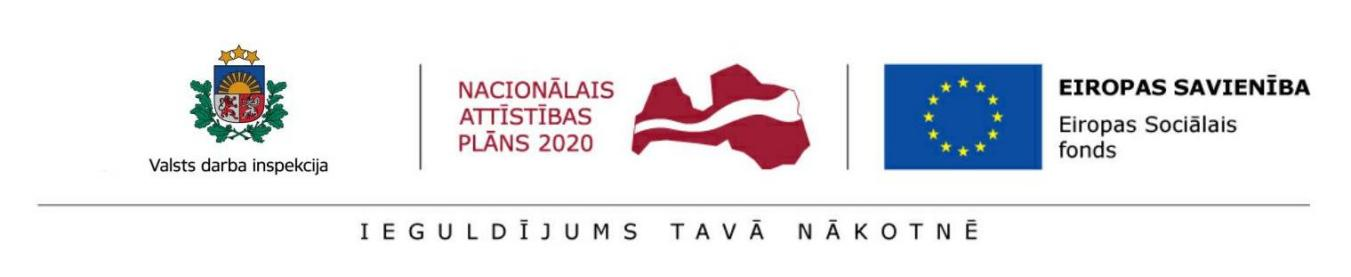 Valsts darba inspekcija
NACIONĀLAIS
ATTĪSTĪBAS
PLĀNS 2020
EIROPAS SAVIENĪBA
Eiropas Sociālais
fonds
IEGULDĪJUMS TAVĀ NĀKOTNĒ